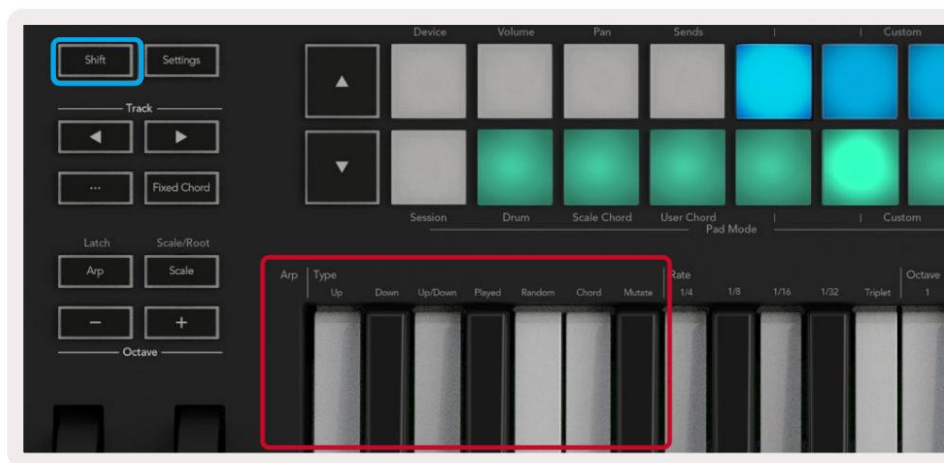 Device Volume Pan Sends Custom
Shift Settings
▲
Track
◀ ▶
▼
... Fixed Chord
Session Drum Scale Chord User Chord Custom
Pad Mode
Latch Scale/Root
Arp Scale
Arp Type Rate Octave
Up Down Up/Down Played Random Chord Mutate 1/4 1/8 1/16 1/32 Triplet 1
− +
Octave